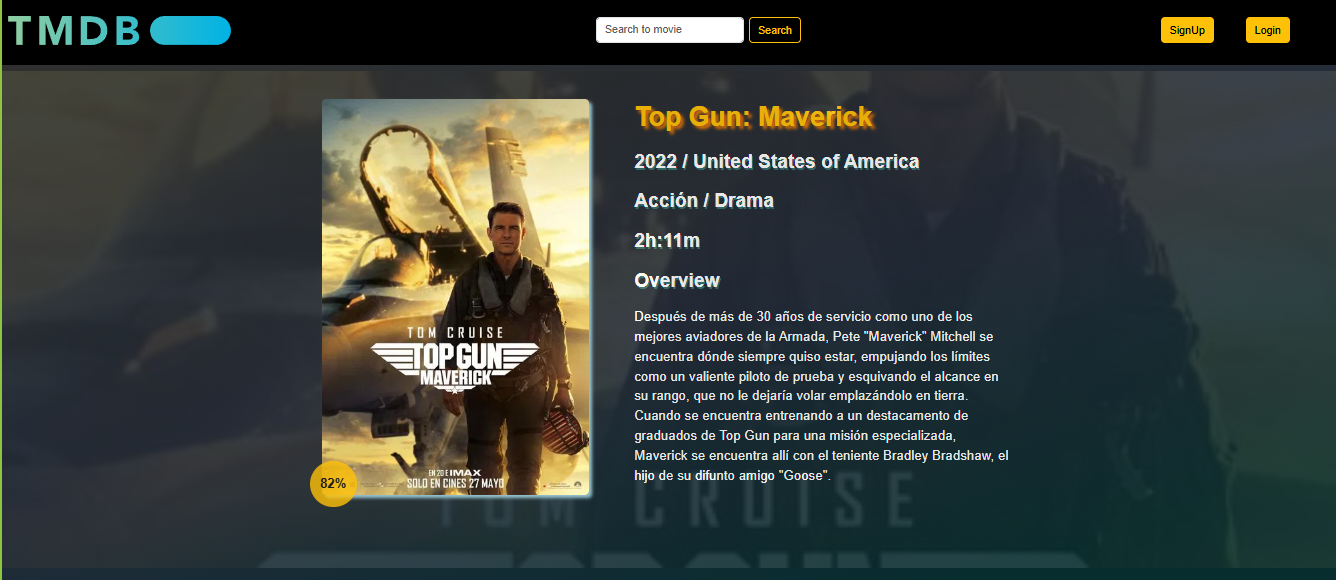 TMDB
Search to movie
Search
SignUp
Login
Top Gun: Maverick
2022 / United States of America
Acción / Drama
2h:11m
Overview
Después de más de 30 años de servicio como uno de los
mejores aviadores de la Armada, Pete "Maverick" Mitchell se
encuentra dónde siempre quiso estar, empujando los límites
como un valiente piloto de prueba y esquivando el alcance en
su rango, que no le dejaría volar emplazándolo en tierra.
Cuando se encuentra entrenando a un destacamento de
graduados de Top Gun para una misión especializada,
Maverick se encuentra allí con el teniente Bradley Bradshaw, el
hijo de su difunto amigo "Goose".
TOM CRUISE
TOP GUN
MAVERICK
EN 2D E IMAX
SOLO EN CINES 27 MAYO
82%
TOM CRUISE
TOP GUN